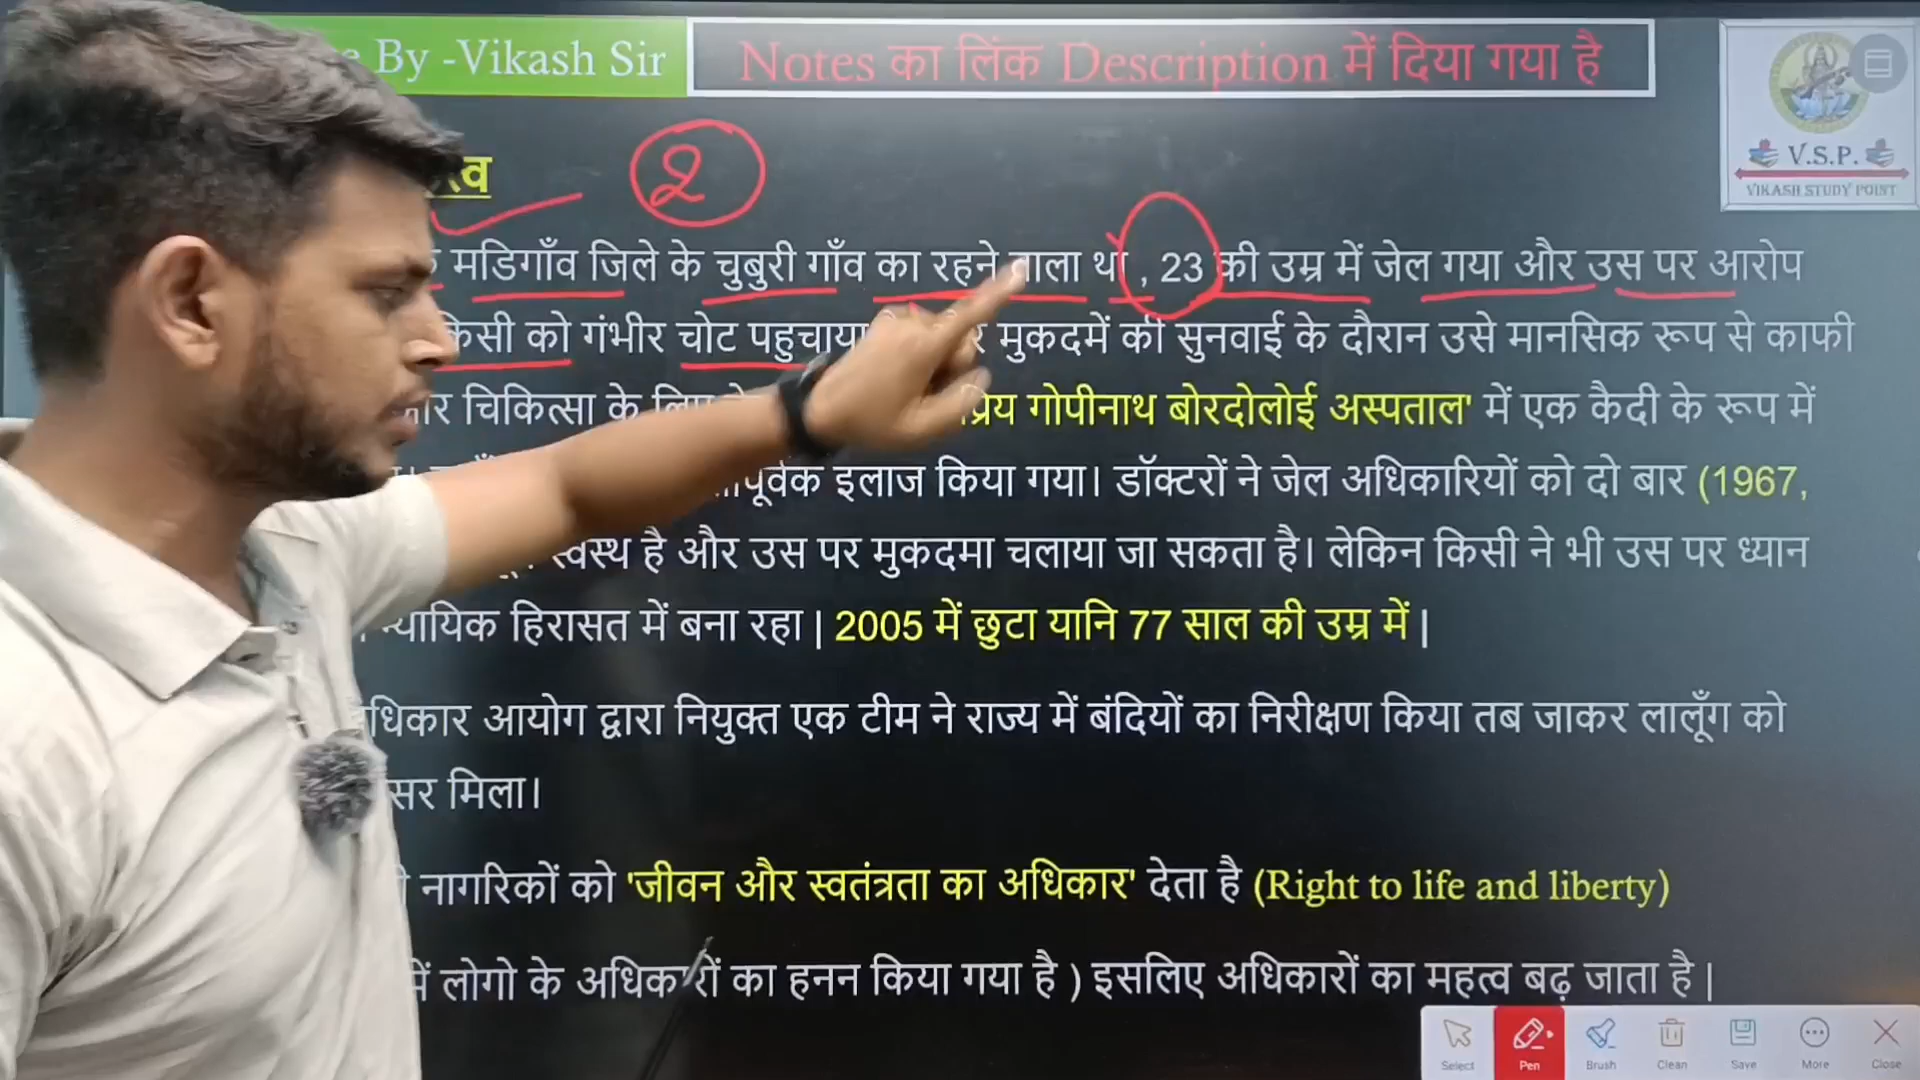 By -Vikash Sir
Notes का लिंक Description में दिया गया है
V.S.P.
VIKASH STUDY POINT
2
मडिगाँव जिले के चुबुरी गाँव का रहने वाला था , 23 की उम्र में जेल गया और उस पर आरोप
किसी को गंभीर चोट पहुचाया मुकदमें की सुनवाई के दौरान उसे मानसिक रूप से काफी
चिकित्सा के लिए गोपीनाथ बोरदोलोई अस्पताल' में एक कैदी के रूप में
इलाज किया गया। डॉक्टरों ने जेल अधिकारियों को दो बार (1967,
स्वस्थ है और उस पर मुकदमा चलाया जा सकता है। लेकिन किसी ने भी उस पर ध्यान
न्यायिक हिरासत में बना रहा | 2005 में छुटा यानि 77 साल की उम्र में |
आयोग द्वारा नियुक्त एक टीम ने राज्य में बंदियों का निरीक्षण किया तब जाकर लालूँग को
मिला।
नागरिकों को 'जीवन और स्वतंत्रता का अधिकार' देता है (Right to life and liberty)
में लोगो के अधिकारों का हनन किया गया है ) इसलिए अधिकारों का महत्व बढ़ जाता है |
Select Pen Brush Clean Save More Close